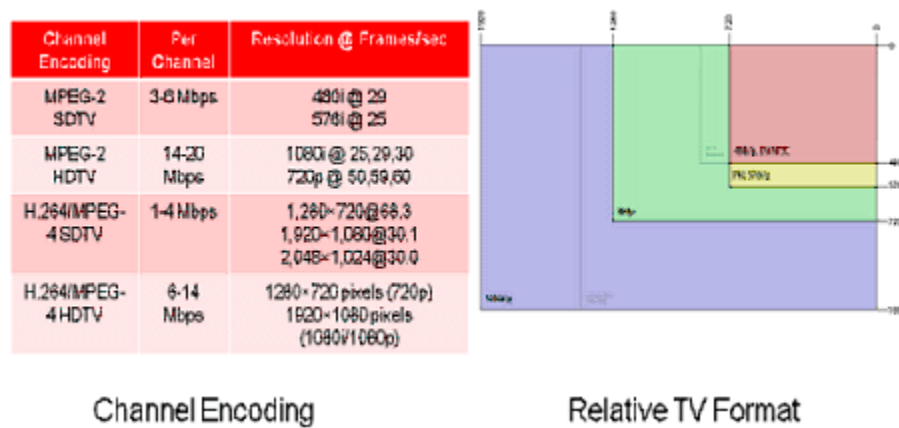 Channel Encoding
Per Channel
Resolution @ Frames/sec
MPEG-2 SDTV
3-6 Mbps
480i @ 29
576i @ 25
MPEG-2 HDTV
14-20 Mbps
1080i @ 25,29,30
720p @ 50,59,60
H.264/MPEG-
4 SDTV
1-4 Mbps
1,280×720@68.3
1,920×1,080@30.1
2,048×1,024@30.0
H.264/MPEG-
4 HDTV
6-14 Mbps
1280×720 pixels (720p)
1920×1080 pixels
(1080i/1080p)
Channel Encoding
1,280
720
0
0
Relative TV Format